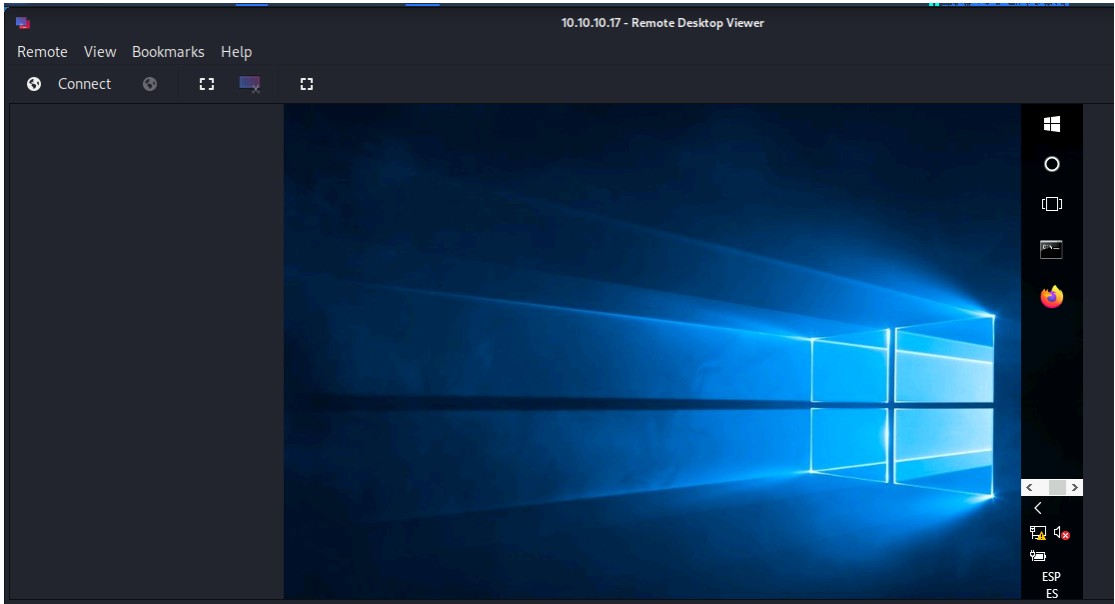 10.10.10.17 - Remote Desktop Viewer
Remote View Bookmarks Help
Connect
ESP
ES